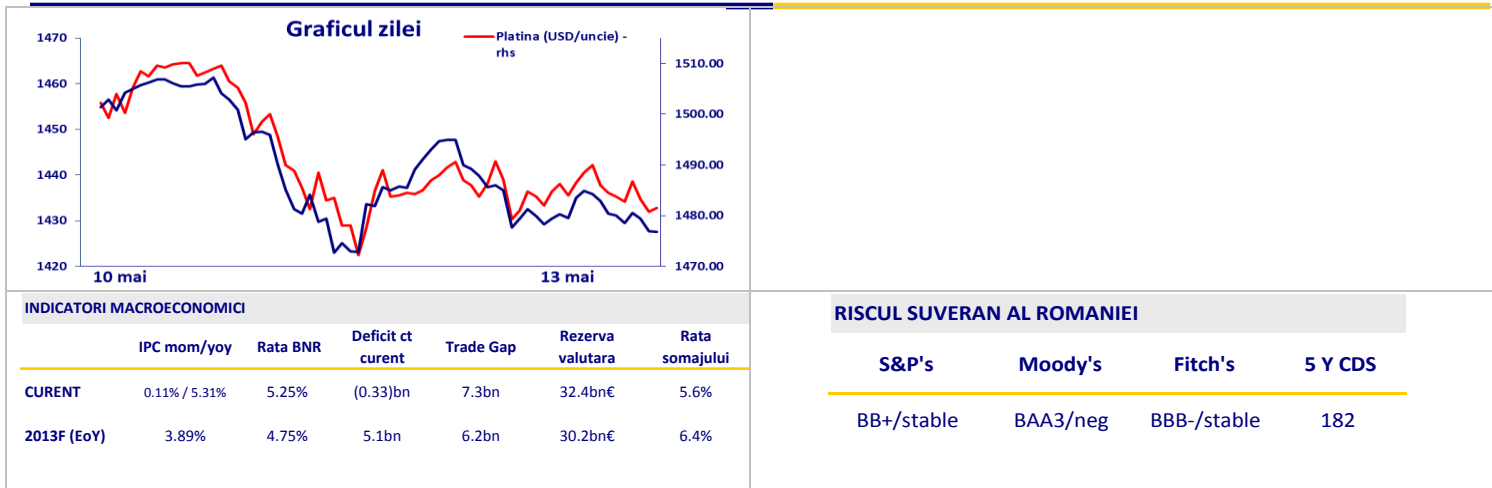 Graficul zilei
Platina (USD/uncie) -
rhs
1470
1460
1450
1440
1430
1420
1510.00
1500.00
1490.00
1480.00
1470.00
10 mai
13 mai
INDICATORI MACROECONOMICI
IPC mom/yoy Rata BNR Deficit ct curent Trade Gap Rezerva valutara Rata somajului
CURENT 0.11% / 5.31% 5.25% (0.33)bn 7.3bn 32.4bn€ 5.6%
2013F (EoY) 3.89% 4.75% 5.1bn 6.2bn 30.2bn€ 6.4%
RISCUL SUVERAN AL ROMANIEI
S&P's Moody's Fitch's 5 Y CDS
BB+/stable BAA3/neg BBB-/stable 182